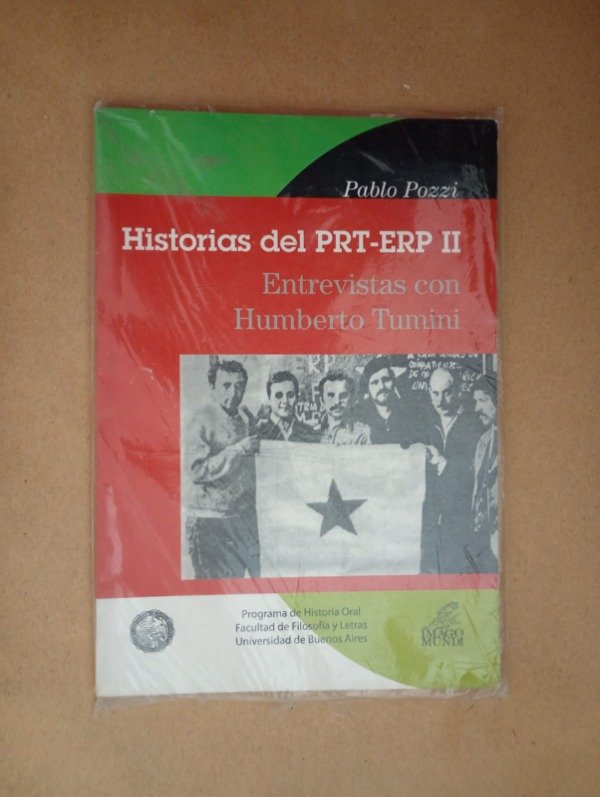 Pablo Pozzi
Historias del PRT-ERP II
Entrevistas con
Humberto Tumini
Programa de Historia Oral
Facultad de Filosofía y Letras
Universidad de Buenos Aires
IMAGO
MUNDI